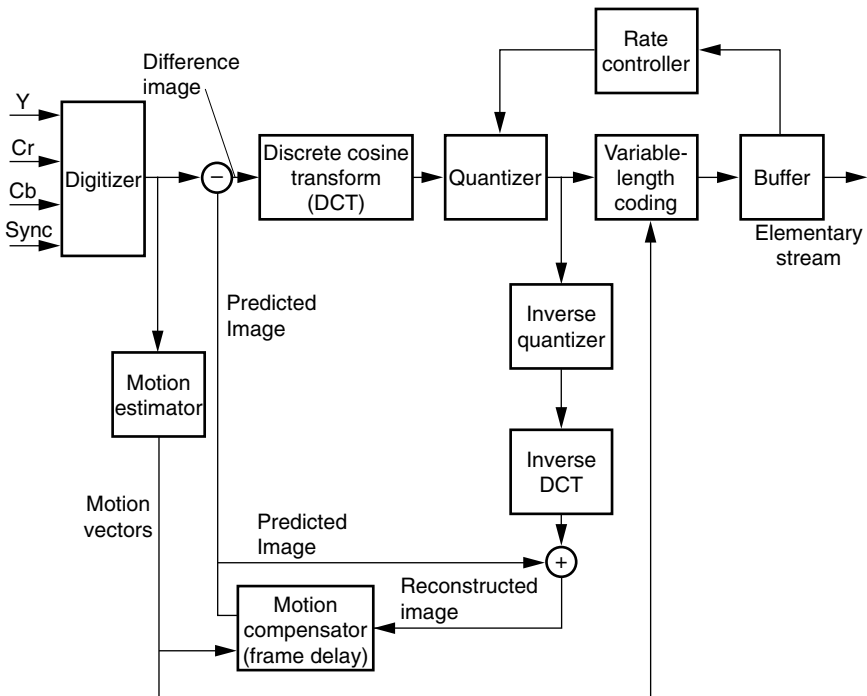 Rate
controller
Difference
image
Y
Cr
Cb
Sync
Digitizer
−
Discrete cosine
transform
(DCT)
Quantizer
Variable-
length
coding
Buffer
Elementary
stream
Predicted
Image
Inverse
quantizer
Motion
estimator
Inverse
DCT
Motion
vectors
Predicted
Image
+
Reconstructed
image
Motion
compensator
(frame delay)